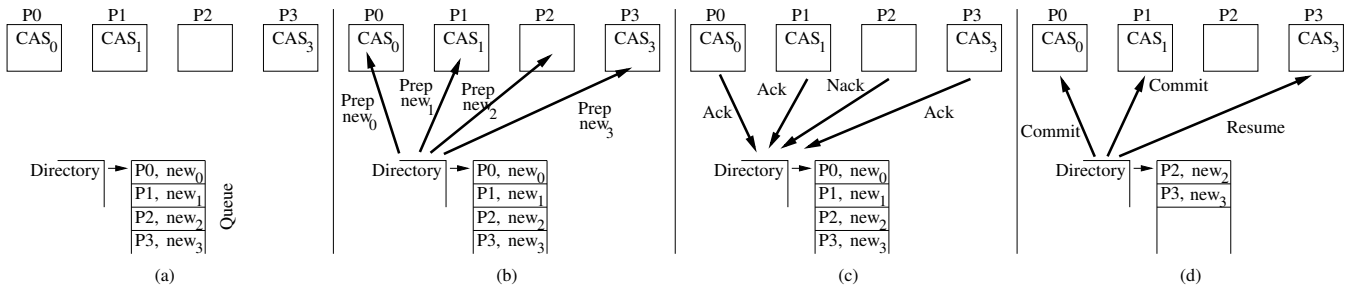 P0 P1 P2 P3
CAS0 CAS1 CAS3
Directory
P0, new0
P1, new1
P2, new2
P3, new3
Queue
(a)
P0 P1 P2 P3
CAS0 CAS1 CAS3
Prep new0
Prep new1
Prep new2
Prep new3
Directory
P0, new0
P1, new1
P2, new2
P3, new3
(b)
P0 P1 P2 P3
CAS0 CAS1 CAS3
Ack
Ack
Nack
Ack
Directory
P0, new0
P1, new1
P2, new2
P3, new3
(c)
P0 P1 P2 P3
CAS0 CAS1 CAS3
Commit
Commit
Resume
Directory
P2, new2
P3, new3
(d)